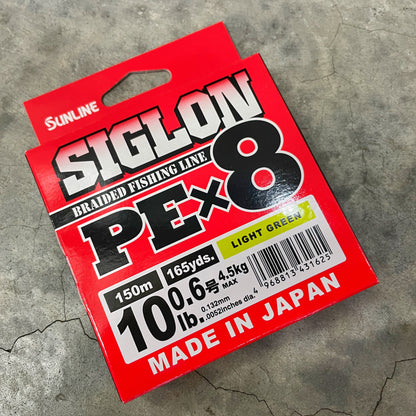 SUNLINE
SIGLON
BRAIDED FISHING LINE
PE×8
LIGHT GREEN
150m 165yds.
10lb. 0.6号 4.5kg MAX
0.132mm
.0052inches dia.
4 968813 431625
MADE IN JAPAN